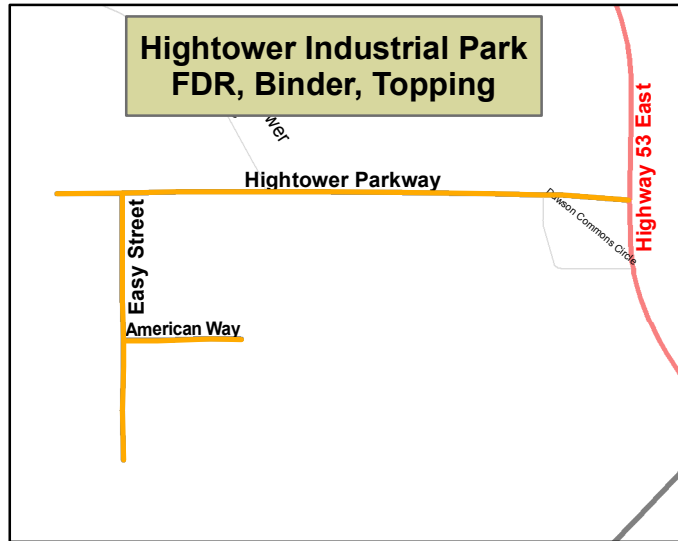 Hightower Industrial Park
FDR, Binder, Topping
Hightower Parkway
Highway 53 East
Dawson Commons Circle
Easy Street
American Way